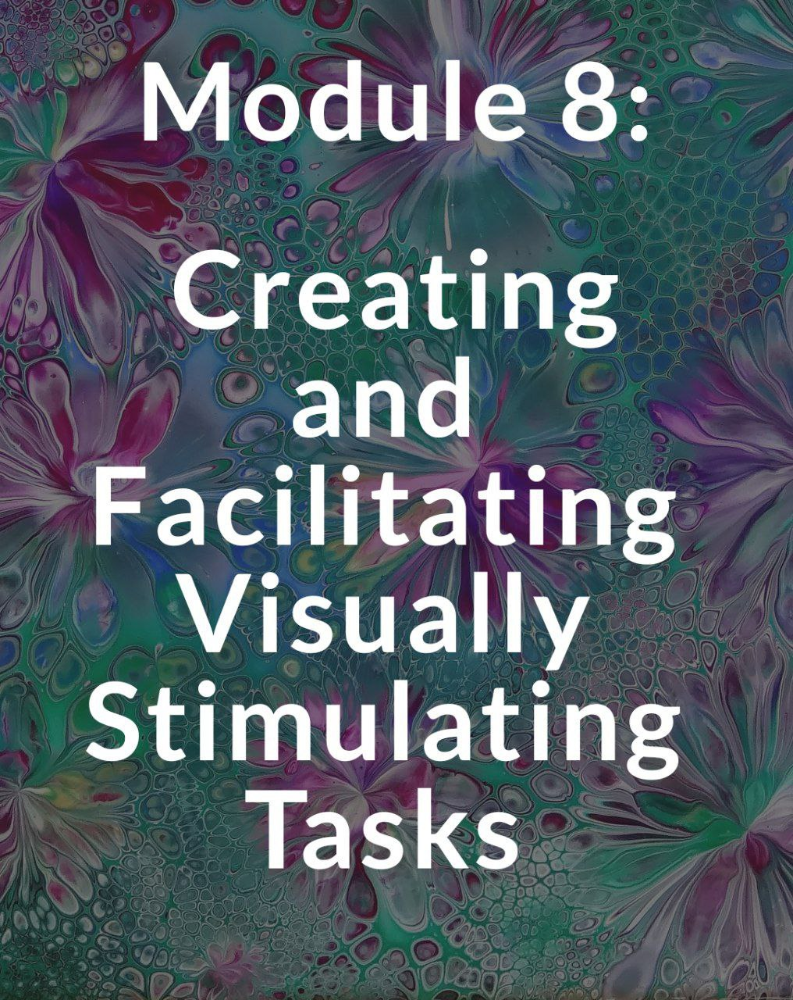 Module 8:
Creating
and
Facilitating
Visually
Stimulating
Tasks